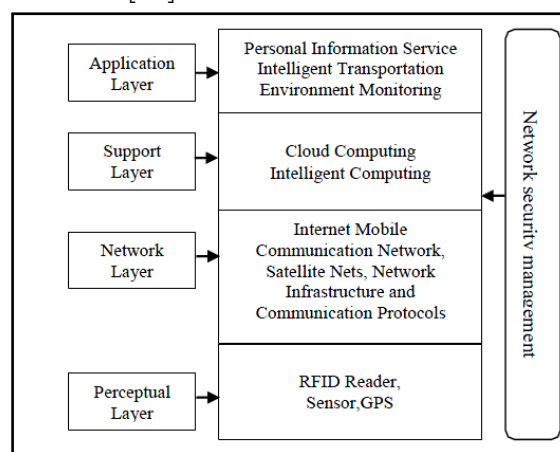 Application
Layer
Personal Information Service
Intelligent Transportation
Environment Monitoring
Support
Layer
Cloud Computing
Intelligent Computing
Network
Layer
Internet Mobile
Communication Network,
Satellite Nets, Network
Infrastructure and
Communication Protocols
Perceptual
Layer
RFID Reader,
Sensor,GPS
Network security management